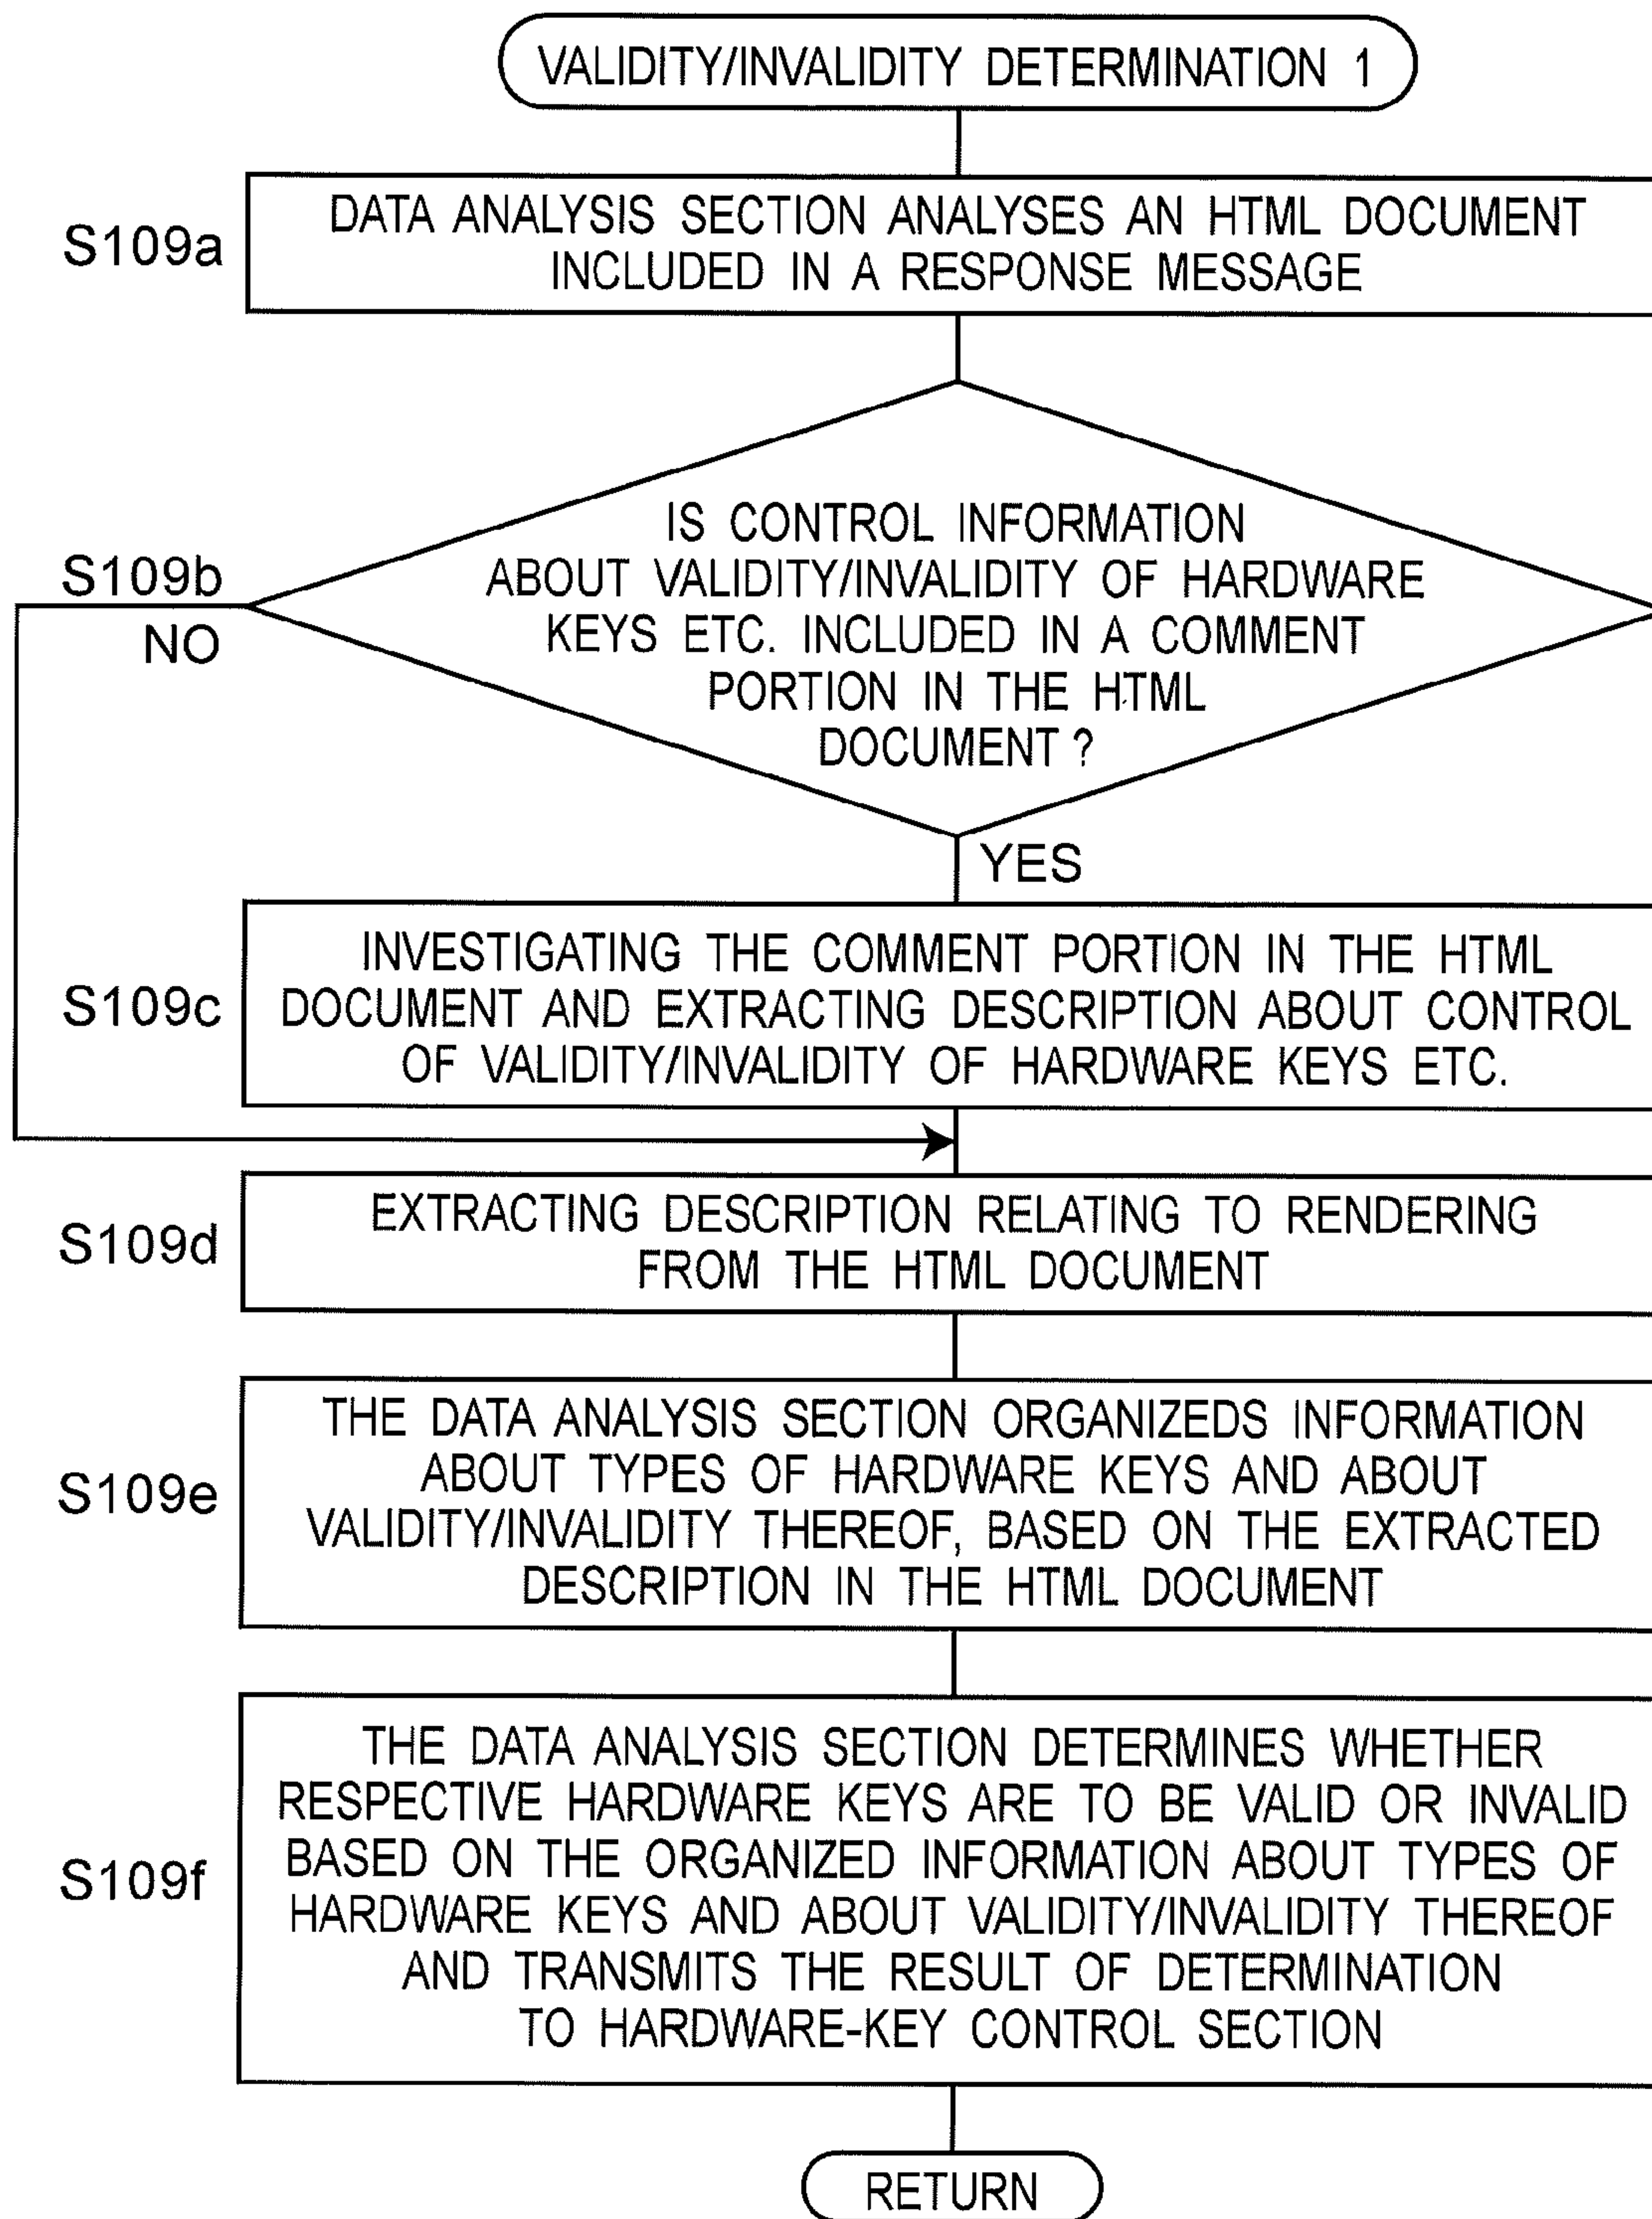 VALIDITY/INVALIDITY DETERMINATION 1
S109a
DATA ANALYSIS SECTION ANALYSES AN HTML DOCUMENT
INCLUDED IN A RESPONSE MESSAGE
S109b
NO
IS CONTROL INFORMATION
ABOUT VALIDITY/INVALIDITY OF HARDWARE
KEYS ETC. INCLUDED IN A COMMENT
PORTION IN THE HTML
DOCUMENT ?
YES
S109c
INVESTIGATING THE COMMENT PORTION IN THE HTML
DOCUMENT AND EXTRACTING DESCRIPTION ABOUT CONTROL
OF VALIDITY/INVALIDITY OF HARDWARE KEYS ETC.
S109d
EXTRACTING DESCRIPTION RELATING TO RENDERING
FROM THE HTML DOCUMENT
S109e
THE DATA ANALYSIS SECTION ORGANIZEDS INFORMATION
ABOUT TYPES OF HARDWARE KEYS AND ABOUT
VALIDITY/INVALIDITY THEREOF, BASED ON THE EXTRACTED
DESCRIPTION IN THE HTML DOCUMENT
S109f
THE DATA ANALYSIS SECTION DETERMINES WHETHER
RESPECTIVE HARDWARE KEYS ARE TO BE VALID OR INVALID
BASED ON THE ORGANIZED INFORMATION ABOUT TYPES OF
HARDWARE KEYS AND ABOUT VALIDITY/INVALIDITY THEREOF
AND TRANSMITS THE RESULT OF DETERMINATION
TO HARDWARE-KEY CONTROL SECTION
RETURN